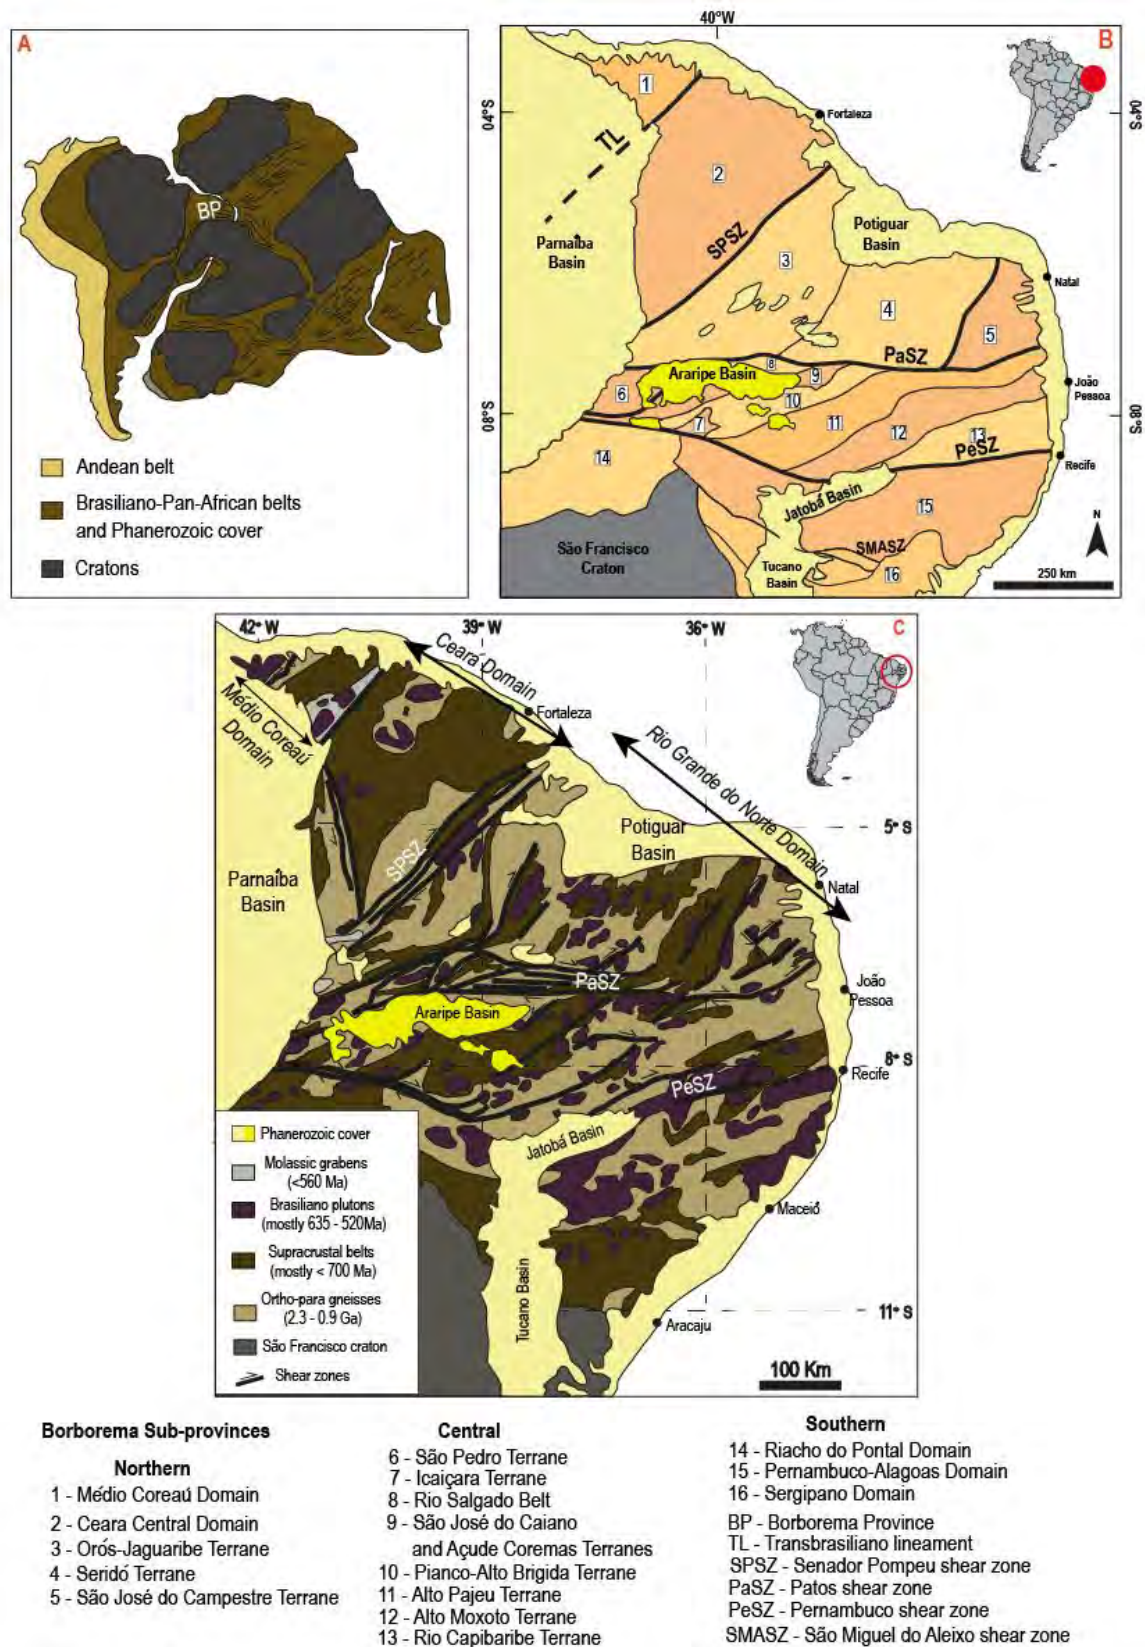 A
BP
Andean belt
Brasiliano-Pan-African belts
and Phanerozoic cover
Cratons
40°W
B
04°S
04°S
08°S
08°S
1
TL
Fortaleza
2
Parnaíba
Basin
SPSZ
Potiguar
Basin
3
Natal
4
5
PaSZ
8
Araripe Basin
9
João
Pessoa
6
10
7
11
12
13
14
PeSZ
Recife
Jatobá Basin
15
São Francisco
Craton
SMASZ
Tucano
Basin
16
N
250 km
42° W
39° W
36° W
C
Ceará Domain
Médio Coreaú
Domain
Fortaleza
Rio Grande do Norte Domain
Potiguar
Basin
5° S
SPSZ
Parnaíba
Basin
Natal
PaSZ
João
Pessoa
Araripe Basin
8° S
PeSZ
Recife
Phanerozoic cover
Molassic grabens
(<560 Ma)
Brasiliano plutons
(mostly 635 - 520Ma)
Supracrustal belts
(mostly < 700 Ma)
Ortho-para gneisses
(2.3 - 0.9 Ga)
São Francisco craton
Shear zones
Jatobá Basin
Maceió
Tucano Basin
11° S
Aracaju
100 Km
Borborema Sub-provinces
Northern
1 - Médio Coreaú Domain
2 - Ceara Central Domain
3 - Orós-Jaguaribe Terrane
4 - Seridó Terrane
5 - São José do Campestre Terrane
Central
6 - São Pedro Terrane
7 - Icaiçara Terrane
8 - Rio Salgado Belt
9 - São José do Caiano
and Açude Coremas Terranes
10 - Pianco-Alto Brigida Terrane
11 - Alto Pajeu Terrane
12 - Alto Moxoto Terrane
13 - Rio Capibaribe Terrane
Southern
14 - Riacho do Pontal Domain
15 - Pernambuco-Alagoas Domain
16 - Sergipano Domain
BP - Borborema Province
TL - Transbrasiliano lineament
SPSZ - Senador Pompeu shear zone
PaSZ - Patos shear zone
PeSZ - Pernambuco shear zone
SMASZ - São Miguel do Aleixo shear zone